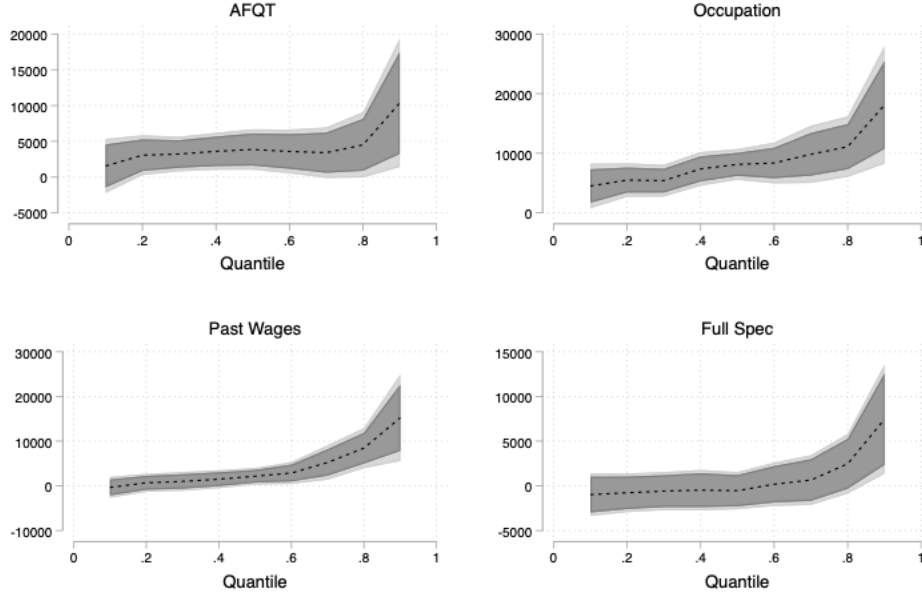 AFQT
20000
15000
10000
5000
0
-5000
0 .2 .4 .6 .8 1
Quantile
Occupation
30000
20000
10000
0
0 .2 .4 .6 .8 1
Quantile
Past Wages
30000
20000
10000
0
-10000
0 .2 .4 .6 .8 1
Quantile
Full Spec
15000
10000
5000
0
-5000
0 .2 .4 .6 .8 1
Quantile